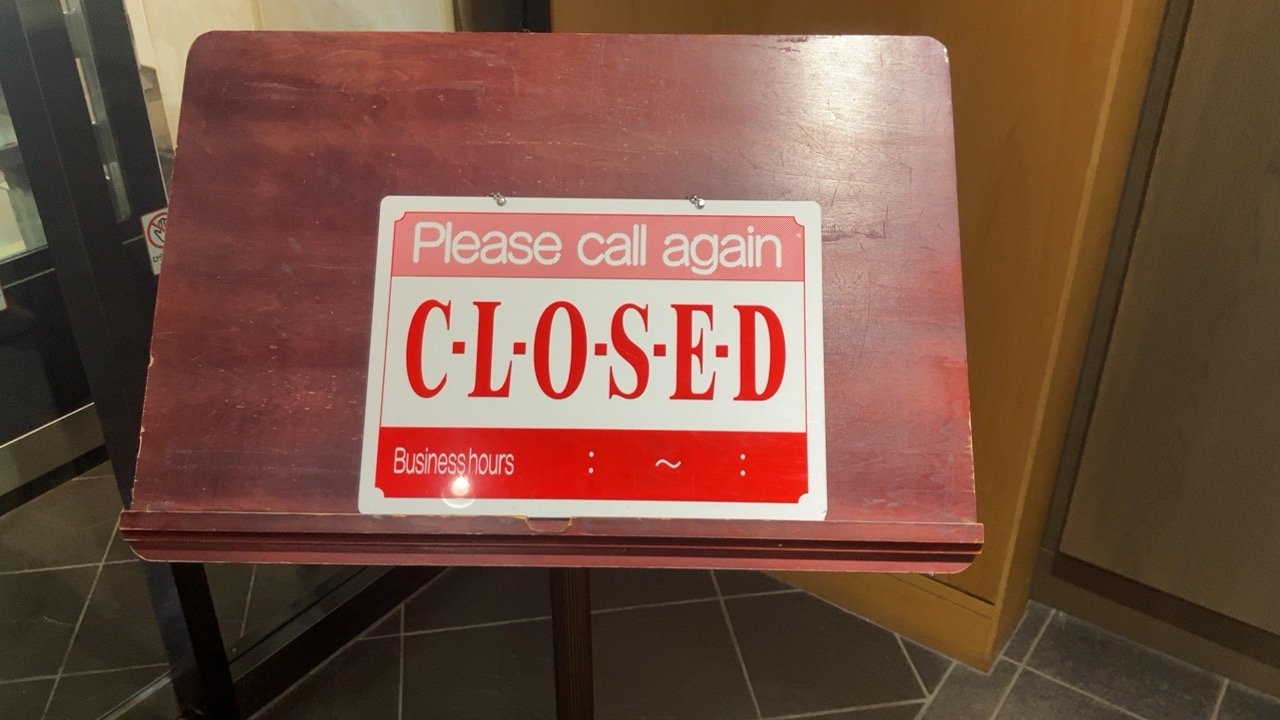 Please call again
C-L-O-S-E-D
Business hours : ~ :